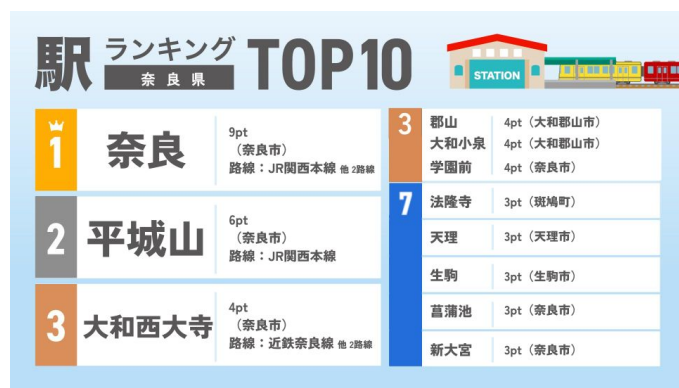 駅 ランキング TOP10
奈良県
STATION
1 奈良
9pt
（奈良市）
路線：JR関西本線 他 2路線
2 平城山
6pt
（奈良市）
路線：JR関西本線
3 大和西大寺
4pt
（奈良市）
路線：近鉄奈良線 他 2路線
3 郡山 4pt（大和郡山市）
大和小泉 4pt（大和郡山市）
学園前 4pt（奈良市）
7 法隆寺 3pt（斑鳩町）
天理 3pt（天理市）
生駒 3pt（生駒市）
菖蒲池 3pt（奈良市）
新大宮 3pt（奈良市）